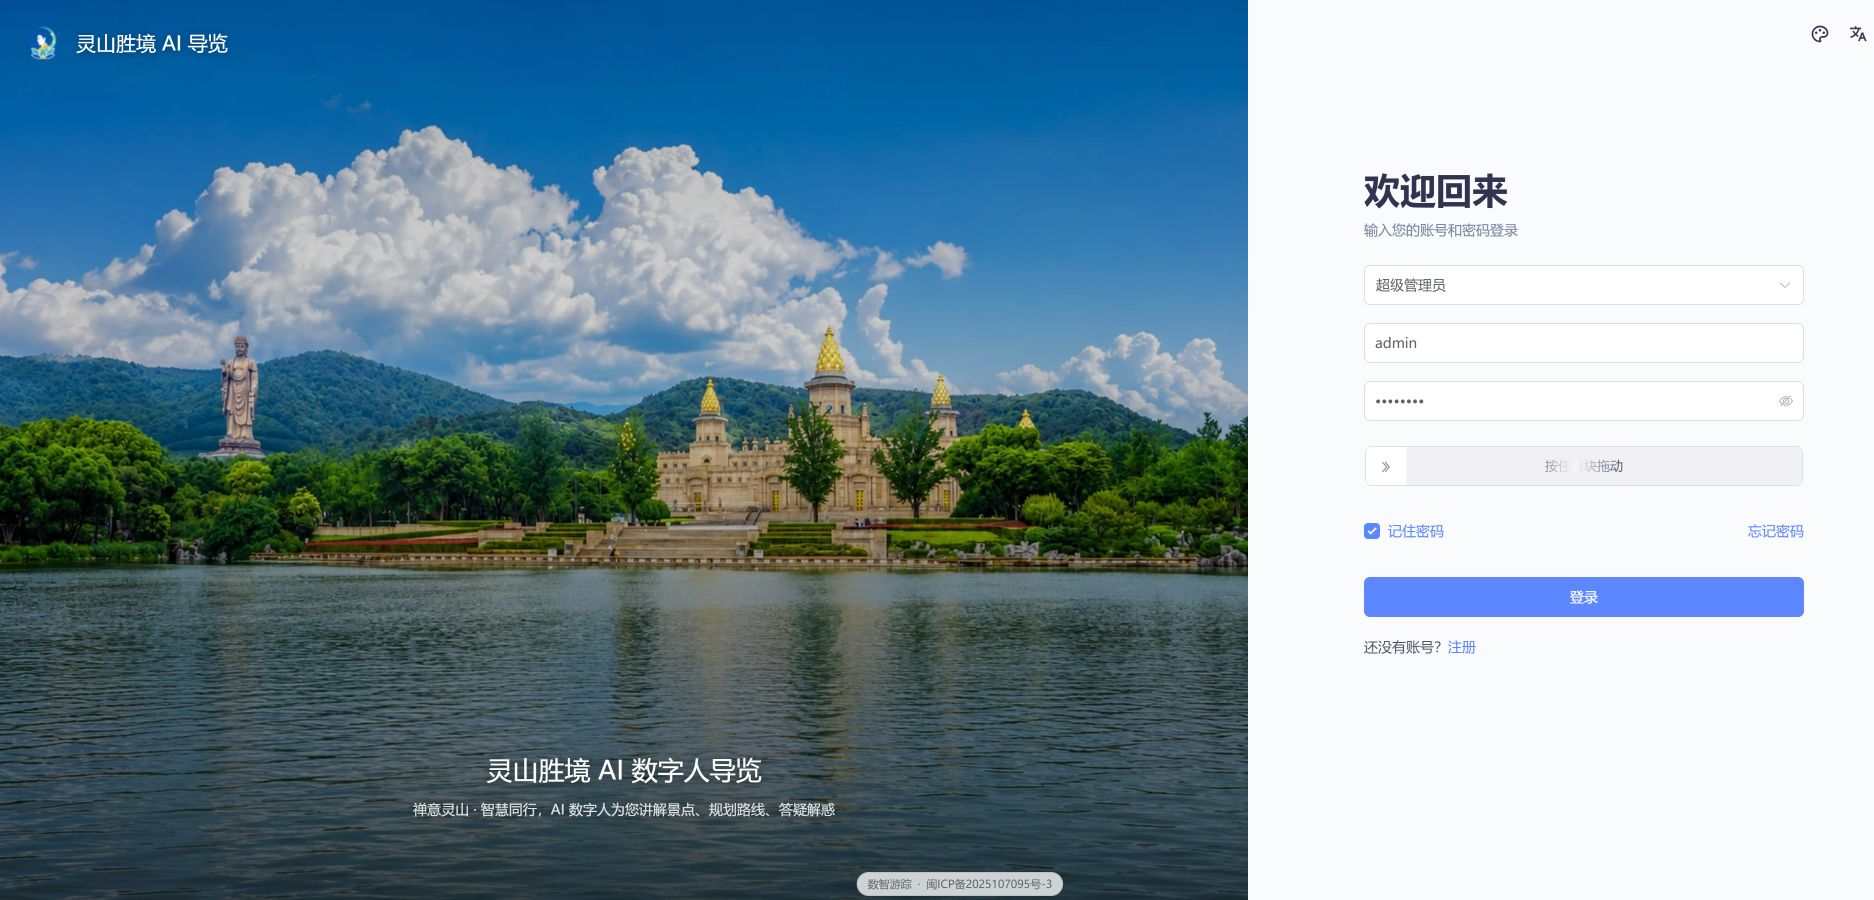 灵山胜境 AI 导览
欢迎回来
输入您的账号和密码登录
超级管理员
admin
••••••••
按住 块拖动
记住密码
忘记密码
登录
还没有账号？注册
灵山胜境 AI 数字人导览
禅意灵山 · 智慧同行，AI 数字人为您讲解景点、规划路线、答疑解惑
数智游踪 · 闽ICP备2025107095号-3